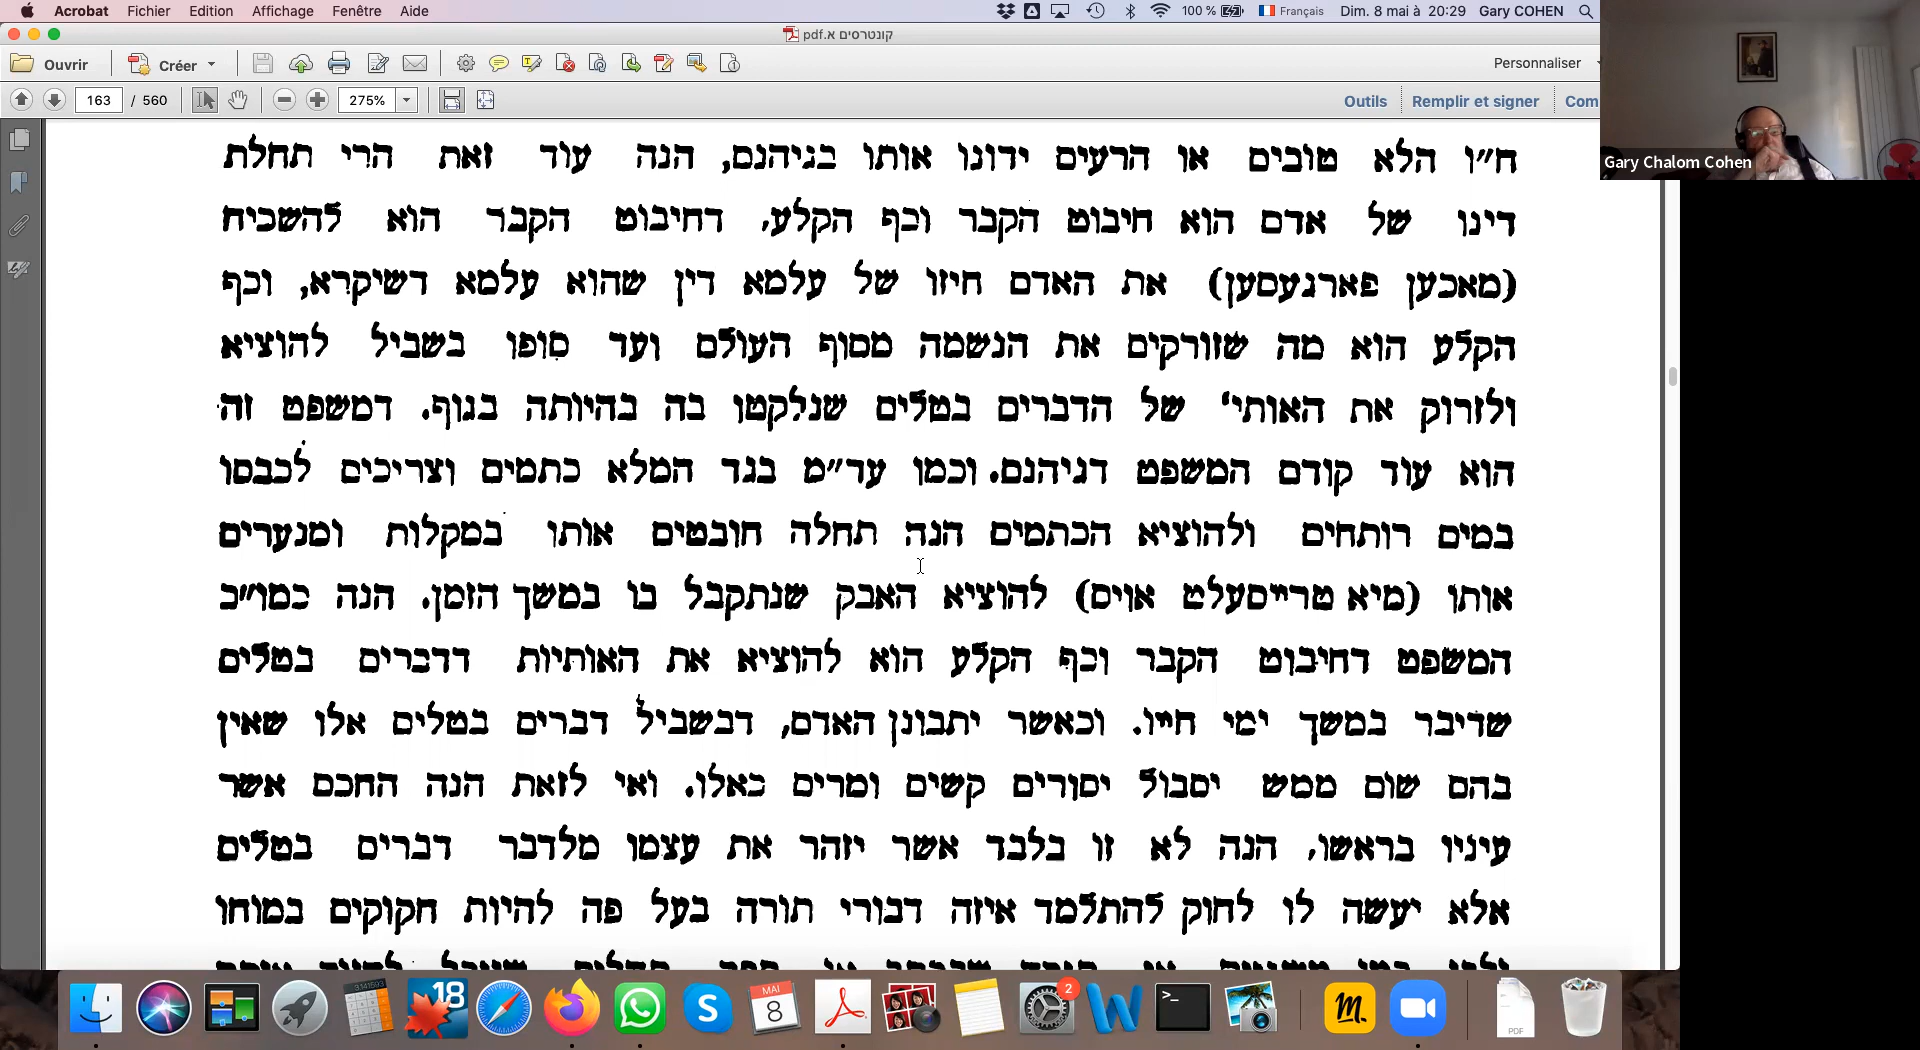 Acrobat Fichier Edition Affichage Fenêtre Aide
100 % Français Dim. 8 mai à 20:29 Gary COHEN
קונטרסים א.pdf
Ouvrir Créer Personnaliser
163 / 560 275% Outils Remplir et signer Com
Gary Chalom Cohen
ח״ו הלא טובים או הרעים ידונו אותו בגיהנם, הנה עוד זאת הרי תחלת
דינו של אדם הוא חיבוט הקבר וכף הקלע, דחיבוט הקבר הוא להשכיח
(מאכען פארגעסען) את האדם חיזו של עלמא דין שהוא עלמא דשיקרא, וכף
הקלע הוא מה שזורקים את הנשמה מסוף העולם ועד סופו בשביל להוציא
ולזרוק את האותי׳ של הדברים בטלים שנלקטו בה בהיותה בגוף. דמשפט זה
הוא עוד קודם המשפט דגיהנם. וכמו עד״מ בגד המלא כתמים וצריכים לכבסו
במים רותחים ולהוציא הכתמים הנה תחלה חובטים אותו במקלות ומנערים
אותו (מיא טרייסעלט אויס) להוציא האבק שנתקבל בו במשך הזמן. הנה כמו״כ
המשפט דחיבוט הקבר וכף הקלע הוא להוציא את האותיות דדברים בטלים
שדיבר במשך ימי חייו. וכאשר יתבונן האדם, דבשביל דברים בטלים אלו שאין
בהם שום ממש יסבול יסורים קשים ומרים כאלו. ואי לזאת הנה החכם אשר
עיניו בראשו, הנה לא זו בלבד אשר יזהר את עצמו מלדבר דברים בטלים
אלא יעשה לו לחוק להתלמד איזה דבורי תורה בעל פה להיות חקוקים במוחו
18
MAI
8
2
PDF